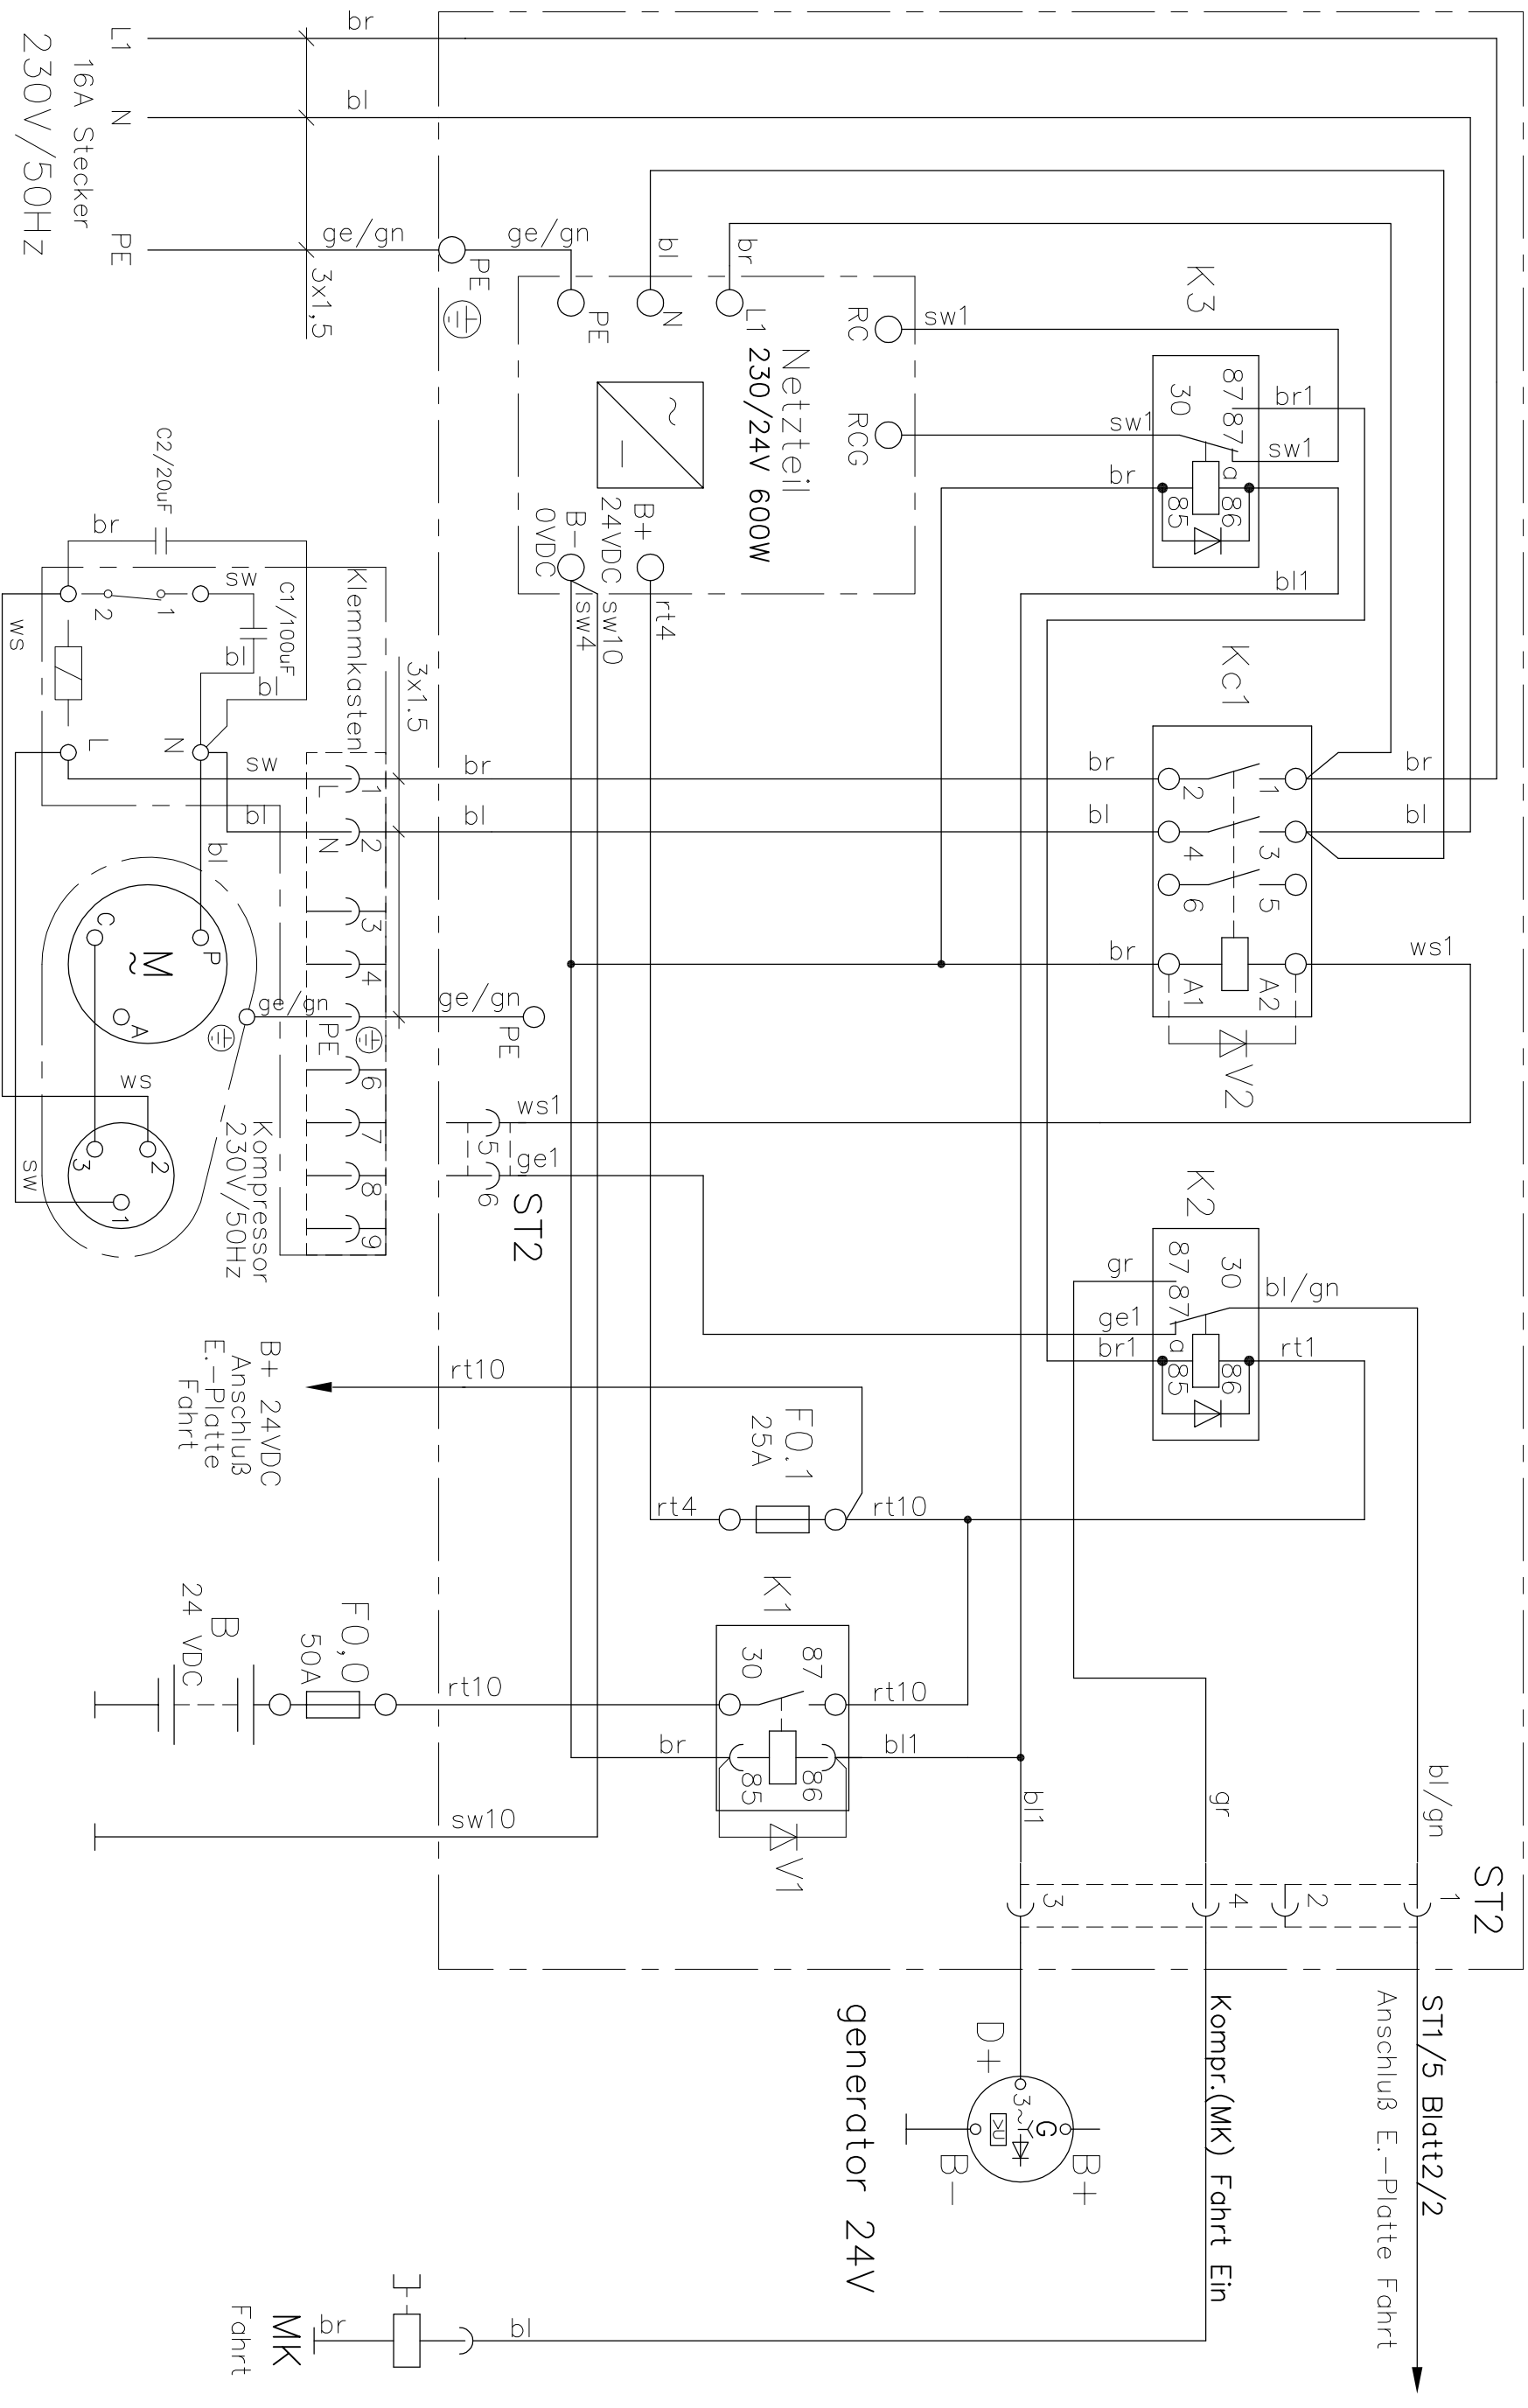 L1
N
PE
16A Stecker
230V/50Hz
br
bl
ge/gn
3x1,5
PE
ge/gn
bl
br
PE
N
L1
Netzteil
230/24V 600W
RC
RCG
~
B+
24VDC
B-
0VDC
sw1
sw1
K3
87 87a
30
85
86
br1
sw1
br
bl1
rt4
sw10
sw4
Kc1
br
bl
br
bl
1
2
3
4
5
6
br
A1
A2
ws1
V2
C2/20uF
br
sw
C1/100uF
bl
bl
Klemmkasten
3x1.5
1
2
ws
L
N
sw
bl
bl
br
bl
1
L
2
N
3
4
PE
6
7
8
9
ge/gn
ge/gn
PE
M
~
C
P
A
ws
sw
1
2
3
Kompressor
230V/50Hz
ws1
5
ge1
6
ST2
K2
87 87a
30
85
86
gr
bl/gn
ge1
br1
rt1
B+ 24VDC
Anschluß
E.-Platte
Fahrt
rt10
F0.1
25A
rt4
rt10
K1
30
87
85
86
rt10
rt10
br
bl1
V1
F0,0
50A
B
24 VDC
sw10
bl1
gr
bl/gn
ST2
3
4
2
1
ST1/5 Blatt2/2
Anschluß E.-Platte Fahrt
Kompr.(MK) Fahrt Ein
D+
B+
B-
G
3~
>U
generator 24V
bl
br
MK
Fahrt